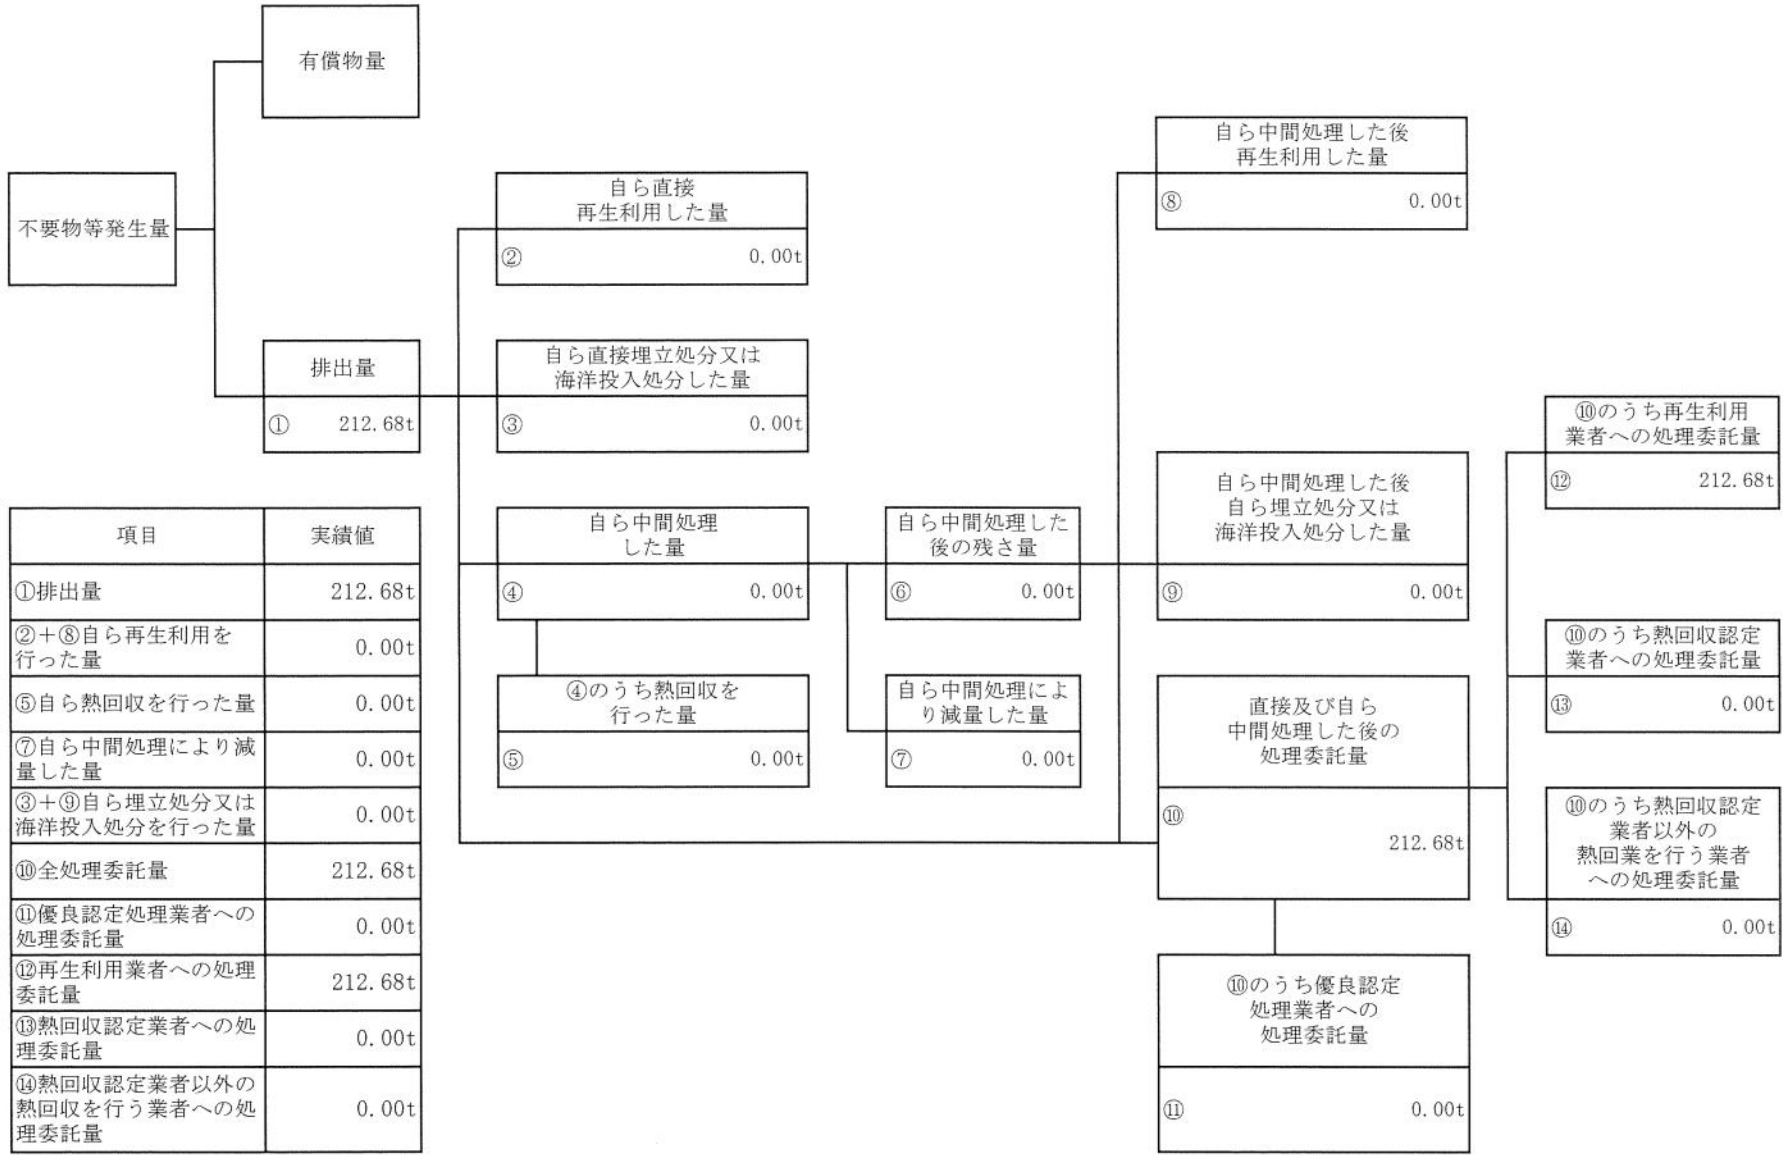 有償物量
不要物等発生量
排出量
① 212.68t
自ら直接
再生利用した量
② 0.00t
自ら直接埋立処分又は
海洋投入処分した量
③ 0.00t
自ら中間処理
した量
④ 0.00t
④のうち熱回収を
行った量
⑤ 0.00t
自ら中間処理した
後の残さ量
⑥ 0.00t
自ら中間処理によ
り減量した量
⑦ 0.00t
自ら中間処理した後
再生利用した量
⑧ 0.00t
自ら中間処理した後
自ら埋立処分又は
海洋投入処分した量
⑨ 0.00t
直接及び自ら
中間処理した後の
処理委託量
⑩
212.68t
⑩のうち優良認定
処理業者への
処理委託量
⑪ 0.00t
⑩のうち再生利用
業者への処理委託量
⑫ 212.68t
⑩のうち熱回収認定
業者への処理委託量
⑬ 0.00t
⑩のうち熱回収認定
業者以外の
熱回業を行う業者
への処理委託量
⑭ 0.00t
項目 実績値
①排出量 212.68t
②＋⑧自ら再生利用を
行った量 0.00t
⑤自ら熱回収を行った量 0.00t
⑦自ら中間処理により減
量した量 0.00t
③＋⑨自ら埋立処分又は
海洋投入処分を行った量 0.00t
⑩全処理委託量 212.68t
⑪優良認定処理業者への
処理委託量 0.00t
⑫再生利用業者への処理
委託量 212.68t
⑬熱回収認定業者への処
理委託量 0.00t
⑭熱回収認定業者以外の
熱回収を行う業者への処 0.00t
理委託量